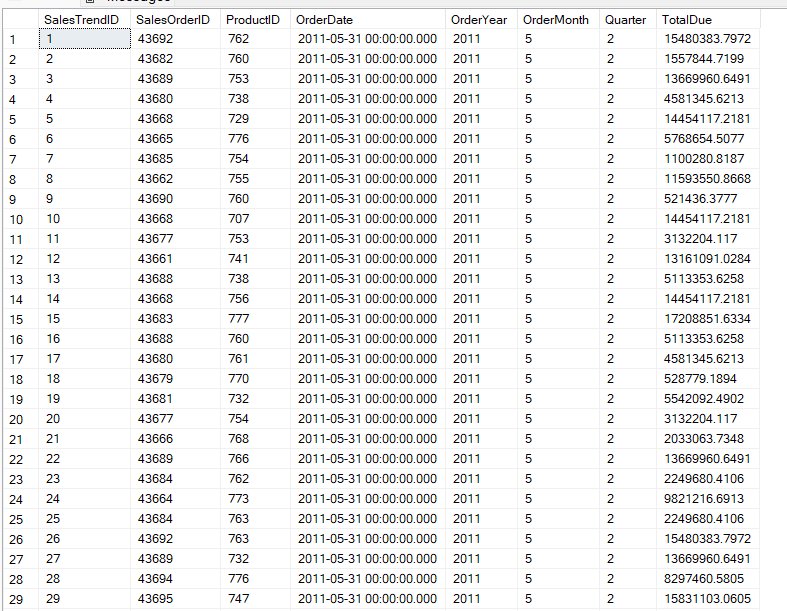 Messages
SalesTrendID SalesOrderID ProductID OrderDate OrderYear OrderMonth Quarter TotalDue
1 1 43692 762 2011-05-31 00:00:00.000 2011 5 2 15480383.7972
2 2 43682 760 2011-05-31 00:00:00.000 2011 5 2 1557844.7199
3 3 43689 753 2011-05-31 00:00:00.000 2011 5 2 13669960.6491
4 4 43680 738 2011-05-31 00:00:00.000 2011 5 2 4581345.6213
5 5 43668 729 2011-05-31 00:00:00.000 2011 5 2 14454117.2181
6 6 43665 776 2011-05-31 00:00:00.000 2011 5 2 5768654.5077
7 7 43685 754 2011-05-31 00:00:00.000 2011 5 2 1100280.8187
8 8 43662 755 2011-05-31 00:00:00.000 2011 5 2 11593550.8668
9 9 43690 760 2011-05-31 00:00:00.000 2011 5 2 521436.3777
10 10 43668 707 2011-05-31 00:00:00.000 2011 5 2 14454117.2181
11 11 43677 753 2011-05-31 00:00:00.000 2011 5 2 3132204.117
12 12 43661 741 2011-05-31 00:00:00.000 2011 5 2 13161091.0284
13 13 43688 738 2011-05-31 00:00:00.000 2011 5 2 5113353.6258
14 14 43668 756 2011-05-31 00:00:00.000 2011 5 2 14454117.2181
15 15 43683 777 2011-05-31 00:00:00.000 2011 5 2 17208851.6334
16 16 43688 760 2011-05-31 00:00:00.000 2011 5 2 5113353.6258
17 17 43680 761 2011-05-31 00:00:00.000 2011 5 2 4581345.6213
18 18 43679 770 2011-05-31 00:00:00.000 2011 5 2 528779.1894
19 19 43681 732 2011-05-31 00:00:00.000 2011 5 2 5542092.4902
20 20 43677 754 2011-05-31 00:00:00.000 2011 5 2 3132204.117
21 21 43666 768 2011-05-31 00:00:00.000 2011 5 2 2033063.7348
22 22 43689 766 2011-05-31 00:00:00.000 2011 5 2 13669960.6491
23 23 43684 762 2011-05-31 00:00:00.000 2011 5 2 2249680.4106
24 24 43664 773 2011-05-31 00:00:00.000 2011 5 2 9821216.6913
25 25 43684 763 2011-05-31 00:00:00.000 2011 5 2 2249680.4106
26 26 43692 763 2011-05-31 00:00:00.000 2011 5 2 15480383.7972
27 27 43689 732 2011-05-31 00:00:00.000 2011 5 2 13669960.6491
28 28 43694 776 2011-05-31 00:00:00.000 2011 5 2 8297460.5805
29 29 43695 747 2011-05-31 00:00:00.000 2011 5 2 15831103.0605